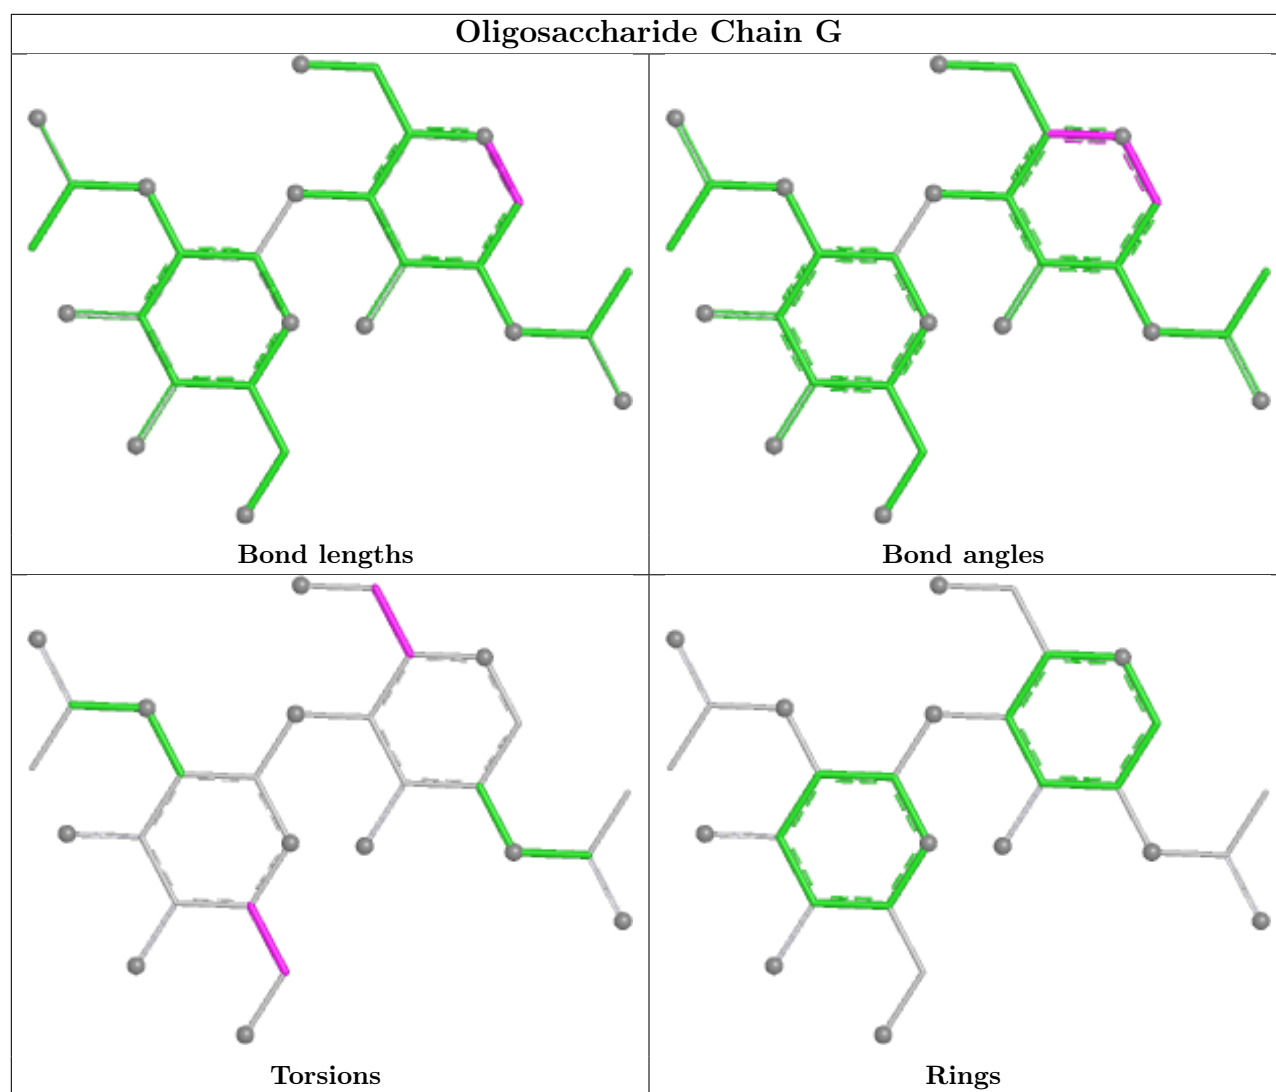 Oligosaccharide Chain G
Bond lengths
Bond angles
Torsions
Rings